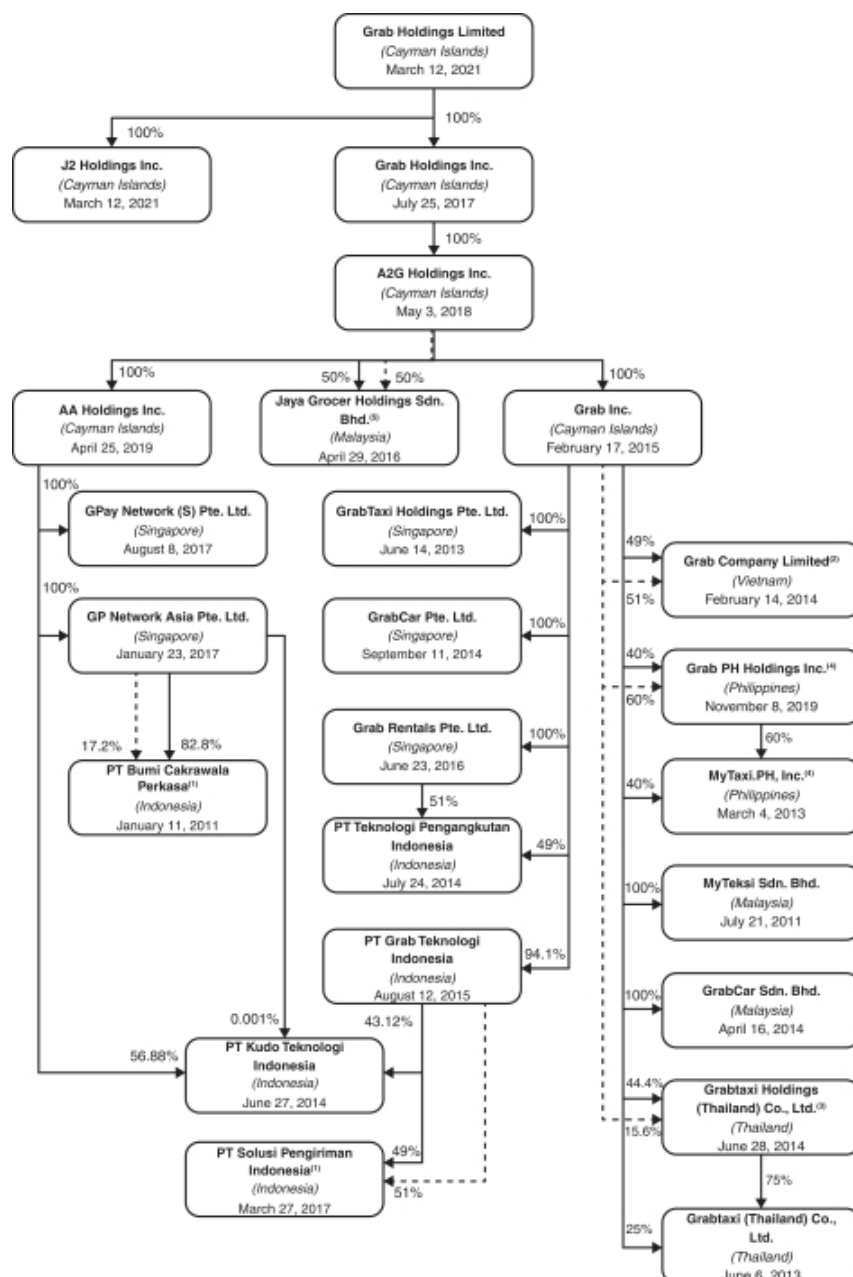 Grab Holdings Limited
(Cayman Islands)
March 12, 2021
100%
100%
J2 Holdings Inc.
(Cayman Islands)
March 12, 2021
Grab Holdings Inc.
(Cayman Islands)
July 25, 2017
100%
A2G Holdings Inc.
(Cayman Islands)
May 3, 2018
100%
50%
50%
100%
AA Holdings Inc.
(Cayman Islands)
April 25, 2019
Jaya Grocer Holdings Sdn.
Bhd.(5)
(Malaysia)
April 29, 2016
Grab Inc.
(Cayman Islands)
February 17, 2015
100%
GPay Network (S) Pte. Ltd.
(Singapore)
August 8, 2017
GrabTaxi Holdings Pte. Ltd.
(Singapore)
June 14, 2013
100%
49%
51%
Grab Company Limited(2)
(Vietnam)
February 14, 2014
100%
GP Network Asia Pte. Ltd.
(Singapore)
January 23, 2017
GrabCar Pte. Ltd.
(Singapore)
September 11, 2014
100%
40%
60%
Grab PH Holdings Inc.(4)
(Philippines)
November 8, 2019
17.2%
82.8%
PT Bumi Cakrawala
Perkasa(1)
(Indonesia)
January 11, 2011
Grab Rentals Pte. Ltd.
(Singapore)
June 23, 2016
100%
60%
40%
MyTaxi.PH, Inc.(4)
(Philippines)
March 4, 2013
51%
PT Teknologi Pengangkutan
Indonesia
(Indonesia)
July 24, 2014
49%
100%
MyTeksi Sdn. Bhd.
(Malaysia)
July 21, 2011
PT Grab Teknologi
Indonesia
(Indonesia)
August 12, 2015
94.1%
100%
GrabCar Sdn. Bhd.
(Malaysia)
April 16, 2014
0.001%
43.12%
56.88%
PT Kudo Teknologi
Indonesia
(Indonesia)
June 27, 2014
44.4%
15.6%
Grabtaxi Holdings
(Thailand) Co., Ltd.(3)
(Thailand)
June 28, 2014
49%
51%
PT Solusi Pengiriman
Indonesia(1)
(Indonesia)
March 27, 2017
75%
25%
Grabtaxi (Thailand) Co.,
Ltd.
(Thailand)
June 6, 2013